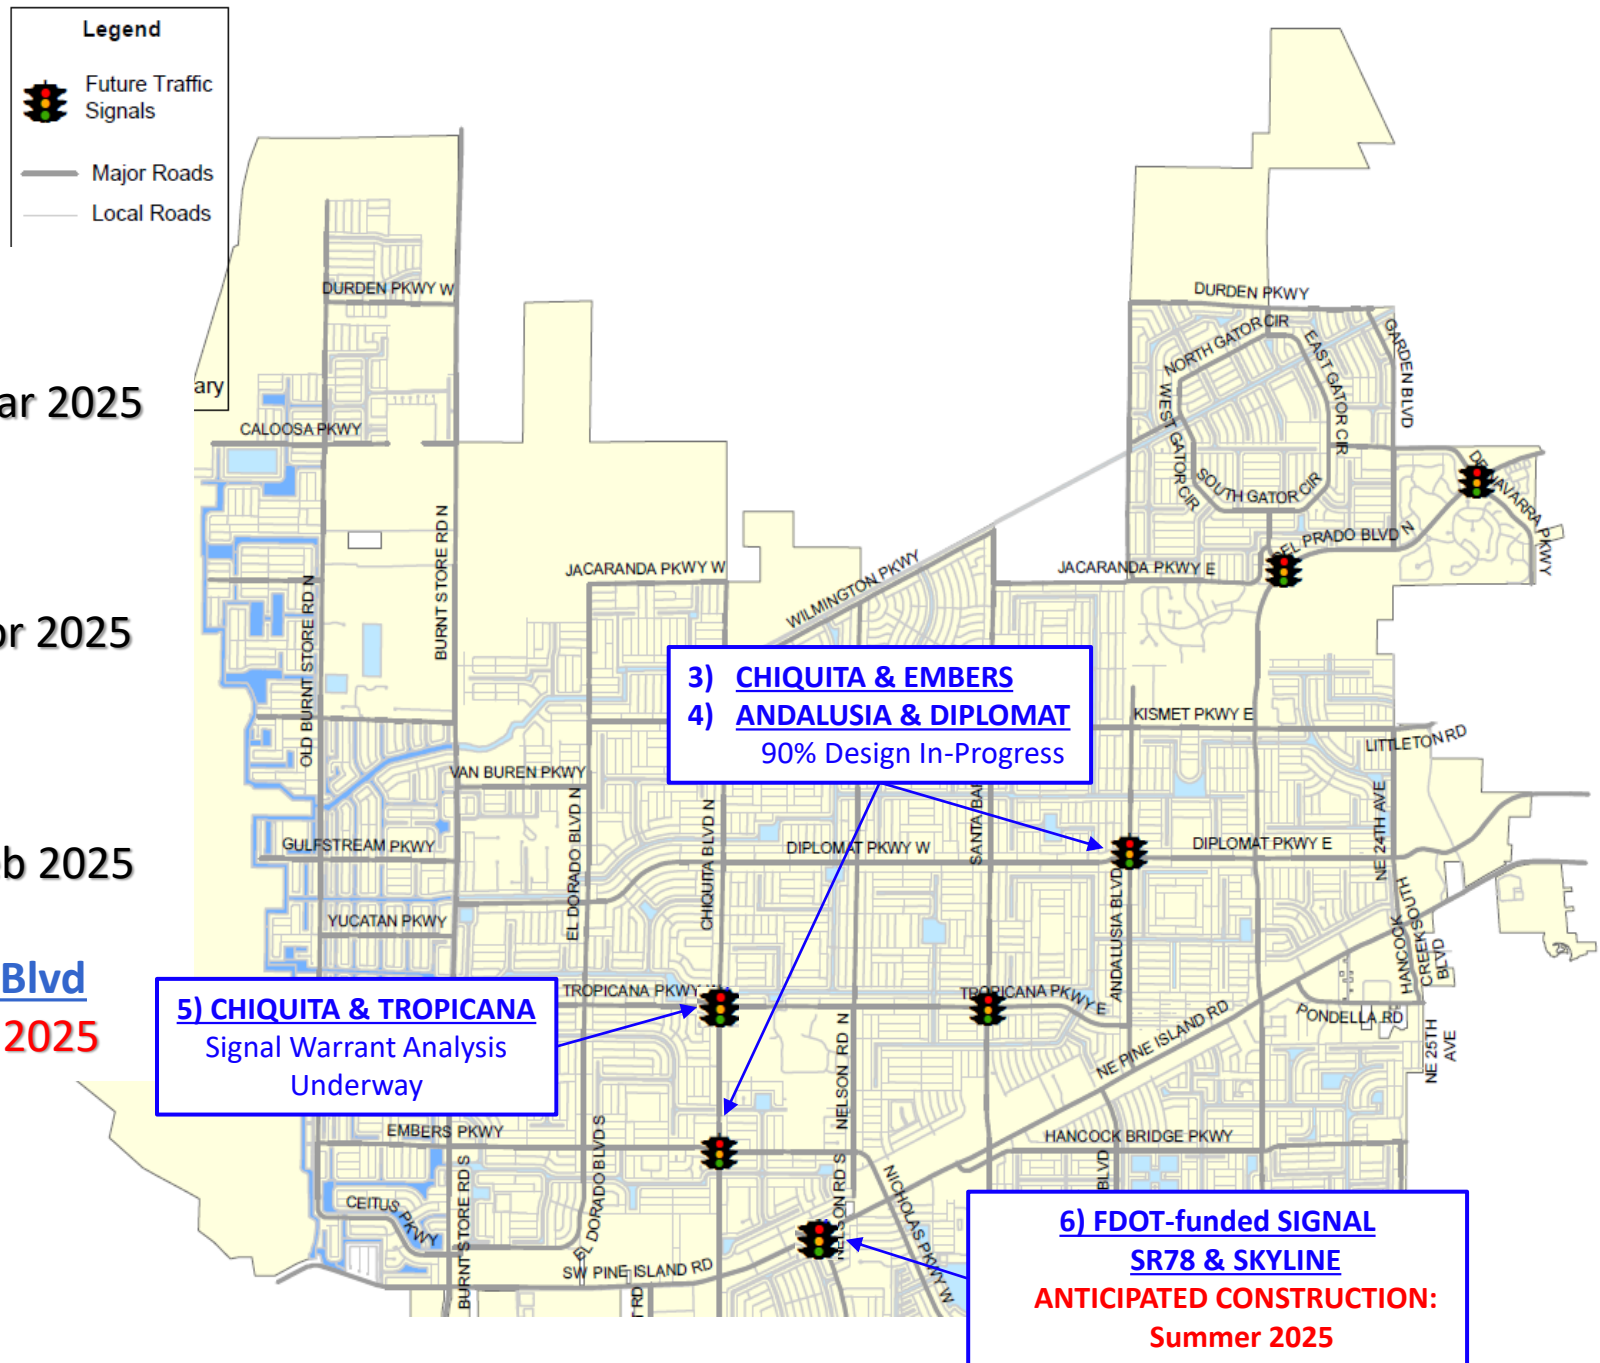 Legend
Future Traffic
Signals
Major Roads
Local Roads
ary
ar 2025
or 2025
b 2025
Blvd
2025
DURDEN PKWY W
CALOOSA PKWY
OLD BURNT STORE RD N
BURNT STORE RD N
JACARANDA PKWY W
WILMINGTON PKWY
DURDEN PKWY
NORTH GATOR CIR
EAST GATOR CIR
WEST GATOR CIR
SOUTH GATOR CIR
GARDEN BLVD
DEL PRADO BLVD N
NAVARRA PKWY
JACARANDA PKWY E
3) CHIQUITA & EMBERS
4) ANDALUSIA & DIPLOMAT
90% Design In-Progress
KISMET PKWY E
LITTLETON RD
VAN BUREN PKWY
EL DORADO BLVD N
CHIQUITA BLVD N
GULFSTREAM PKWY
DIPLOMAT PKWY W
SANTA BAR
DIPLOMAT PKWY E
NE 24TH AVE
ANDALUSIA BLVD
YUCATAN PKWY
HANCOCK
CREEK SOUTH
BLVD
5) CHIQUITA & TROPICANA
Signal Warrant Analysis
Underway
TROPICANA PKWY
TROPICANA PKWY E
NELSON RD N
NE PINE ISLAND RD
PONDELLA RD
NE 25TH
AVE
EMBERS PKWY
HANCOCK BRIDGE PKWY
EL DORADO BLVD S
BURNT STORE RD S
CEITUS PKWY
NELSON RD S
NICHOLAS PKWY W
BLVD
SW PINE ISLAND RD
T RD
6) FDOT-funded SIGNAL
SR78 & SKYLINE
ANTICIPATED CONSTRUCTION:
Summer 2025